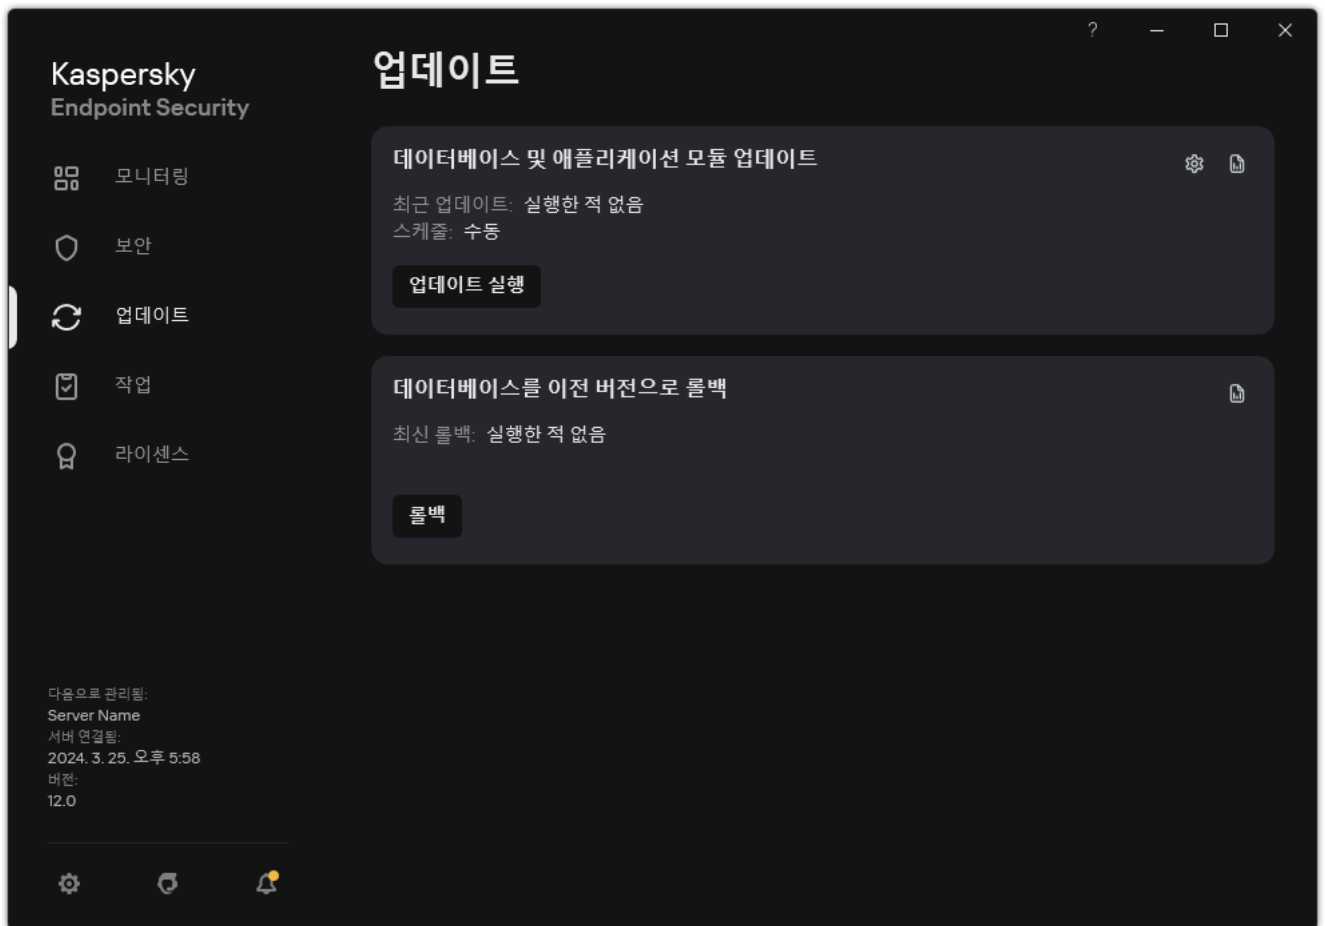 ?
Kaspersky
Endpoint Security
모니터링
보안
업데이트
작업
라이센스
다음으로 관리됨:
Server Name
서버 연결됨:
2024. 3. 25. 오후 5:58
버전:
12.0
업데이트
데이터베이스 및 애플리케이션 모듈 업데이트
최근 업데이트: 실행한 적 없음
스케줄: 수동
업데이트 실행
데이터베이스를 이전 버전으로 롤백
최신 롤백: 실행한 적 없음
롤백